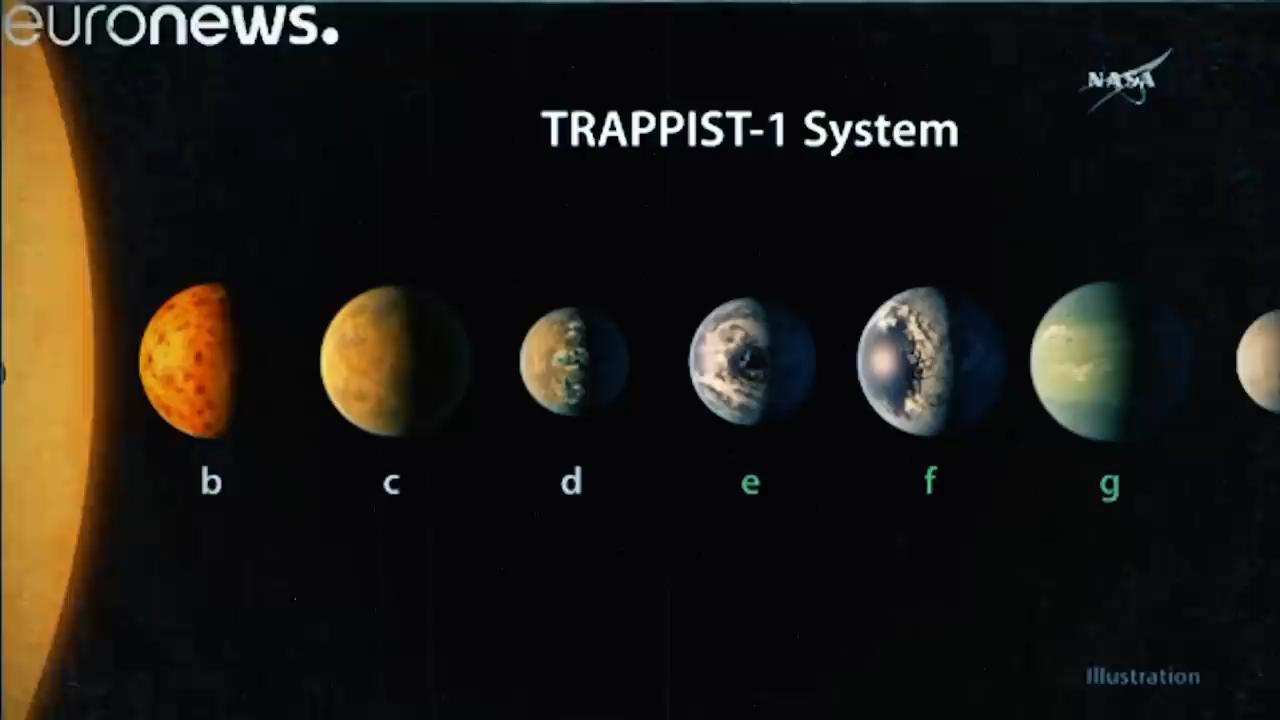 euronews.
NASA
TRAPPIST-1 System
b c d e f g
Illustration